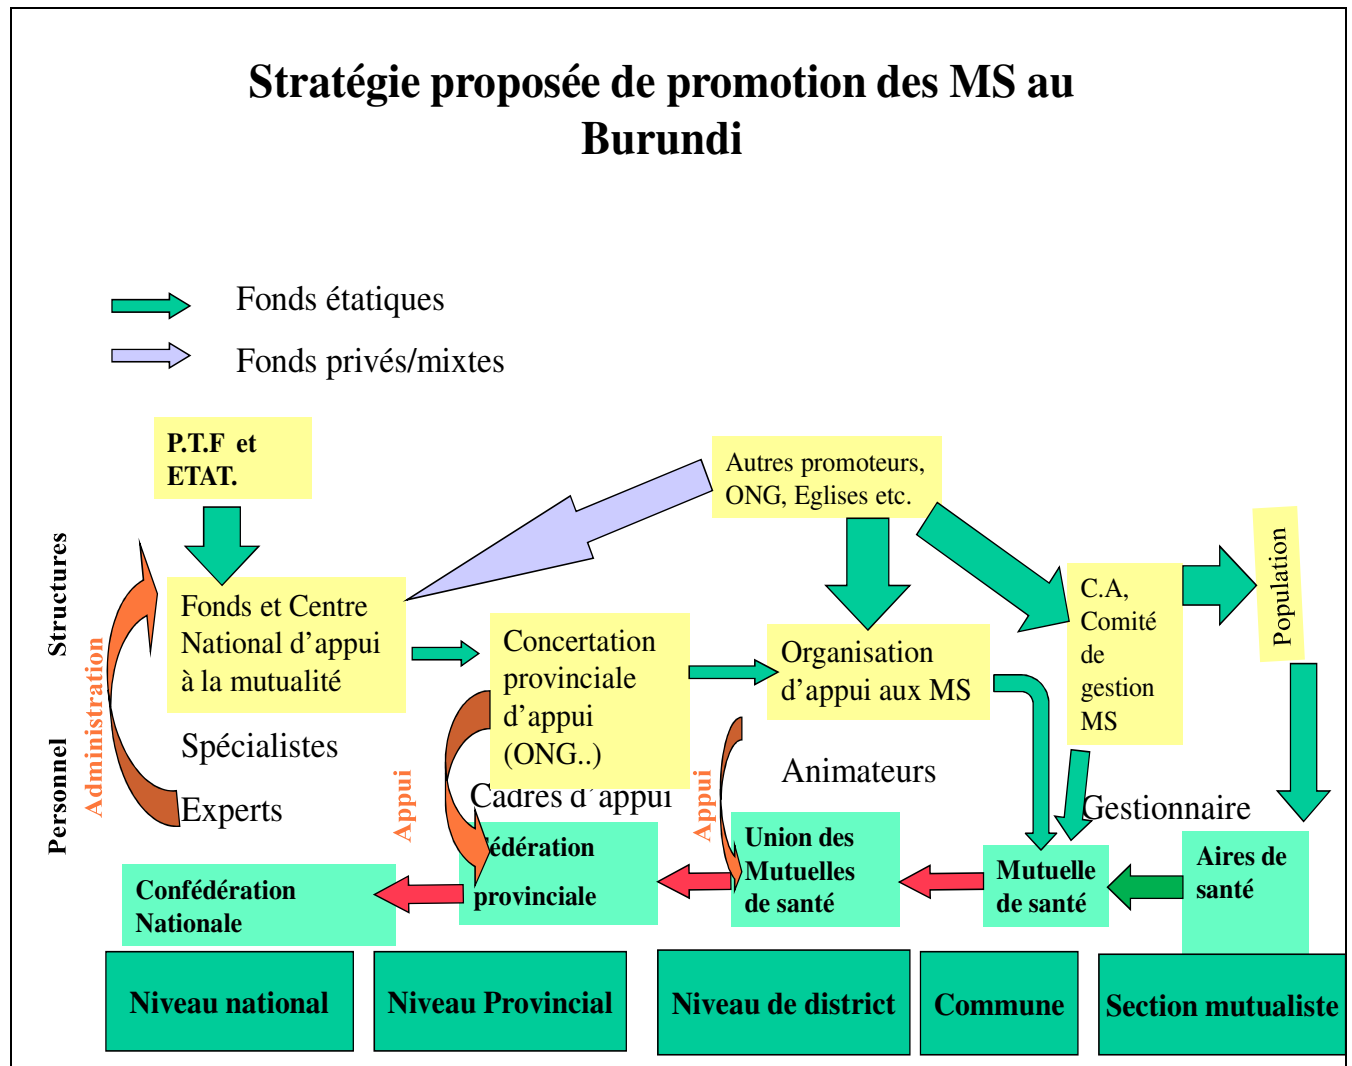 Stratégie proposée de promotion des MS au
Burundi
Fonds étatiques
Fonds privés/mixtes
P.T.F et
ETAT.
Autres promoteurs,
ONG, Eglises etc.
Structures
Personnel
Administration
Fonds et Centre
National d’appui
à la mutualité
Concertation
provinciale
d’appui
(ONG..)
Organisation
d’appui aux MS
C.A,
Comité
de
gestion
MS
Population
Spécialistes
Experts
Appui
Cadres d’appui
Appui
Animateurs
Gestionnaire
Confédération
Nationale
édération
provinciale
Union des
Mutuelles
de santé
Mutuelle
de santé
Aires de
santé
Niveau national
Niveau Provincial
Niveau de district
Commune
Section mutualiste